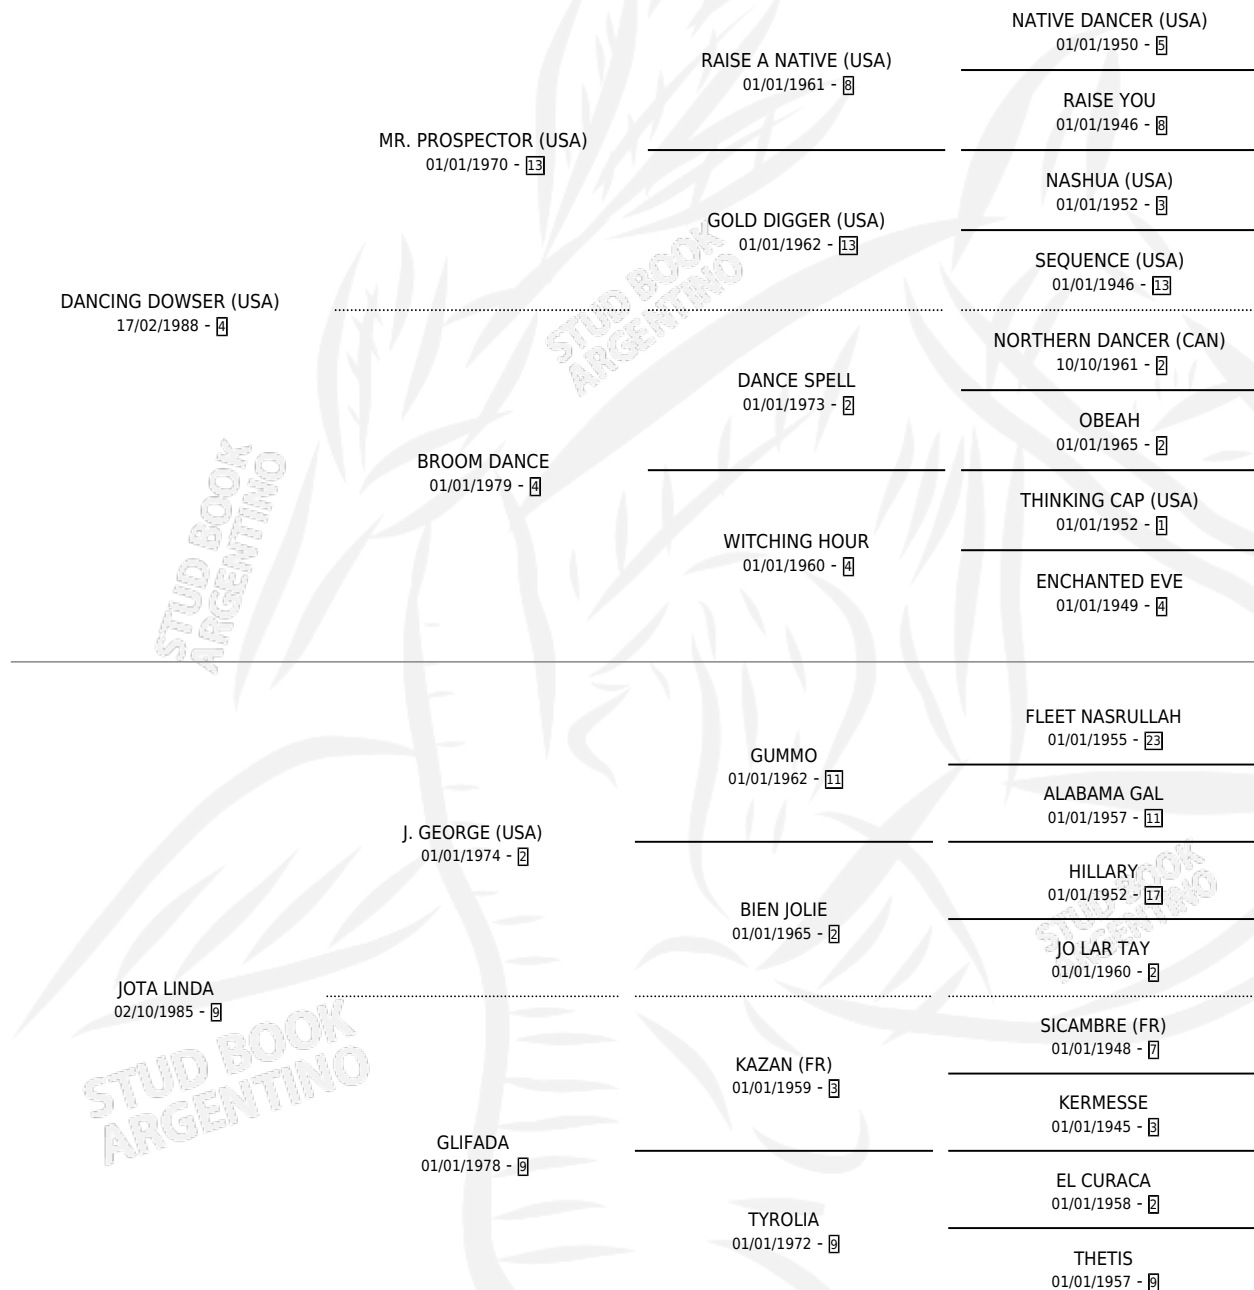 NATIVE DANCER (USA)
01/01/1950 - 5
RAISE A NATIVE (USA)
01/01/1961 - 8
RAISE YOU
01/01/1946 - 8
MR. PROSPECTOR (USA)
01/01/1970 - 13
NASHUA (USA)
01/01/1952 - 3
GOLD DIGGER (USA)
01/01/1962 - 13
SEQUENCE (USA)
01/01/1946 - 13
DANCING DOWSER (USA)
17/02/1988 - 4
NORTHERN DANCER (CAN)
10/10/1961 - 2
DANCE SPELL
01/01/1973 - 2
OBEAH
01/01/1965 - 2
BROOM DANCE
01/01/1979 - 4
THINKING CAP (USA)
01/01/1952 - 1
WITCHING HOUR
01/01/1960 - 4
ENCHANTED EVE
01/01/1949 - 4
FLEET NASRULLAH
01/01/1955 - 23
GUMMO
01/01/1962 - 11
ALABAMA GAL
01/01/1957 - 11
J. GEORGE (USA)
01/01/1974 - 2
HILLARY
01/01/1952 - 17
BIEN JOLIE
01/01/1965 - 2
JO LAR TAY
01/01/1960 - 2
JOTA LINDA
02/10/1985 - 9
SICAMBRE (FR)
01/01/1948 - 7
KAZAN (FR)
01/01/1959 - 3
KERMESSE
01/01/1945 - 3
GLIFADA
01/01/1978 - 9
EL CURACA
01/01/1958 - 2
TYROLIA
01/01/1972 - 9
THETIS
01/01/1957 - 9
STUD BOOK
ARGENTINO
STUD BOOK
ARGENTINO
STUD BOOK
ARGENTINO
STUD BOOK
ARGENTINO